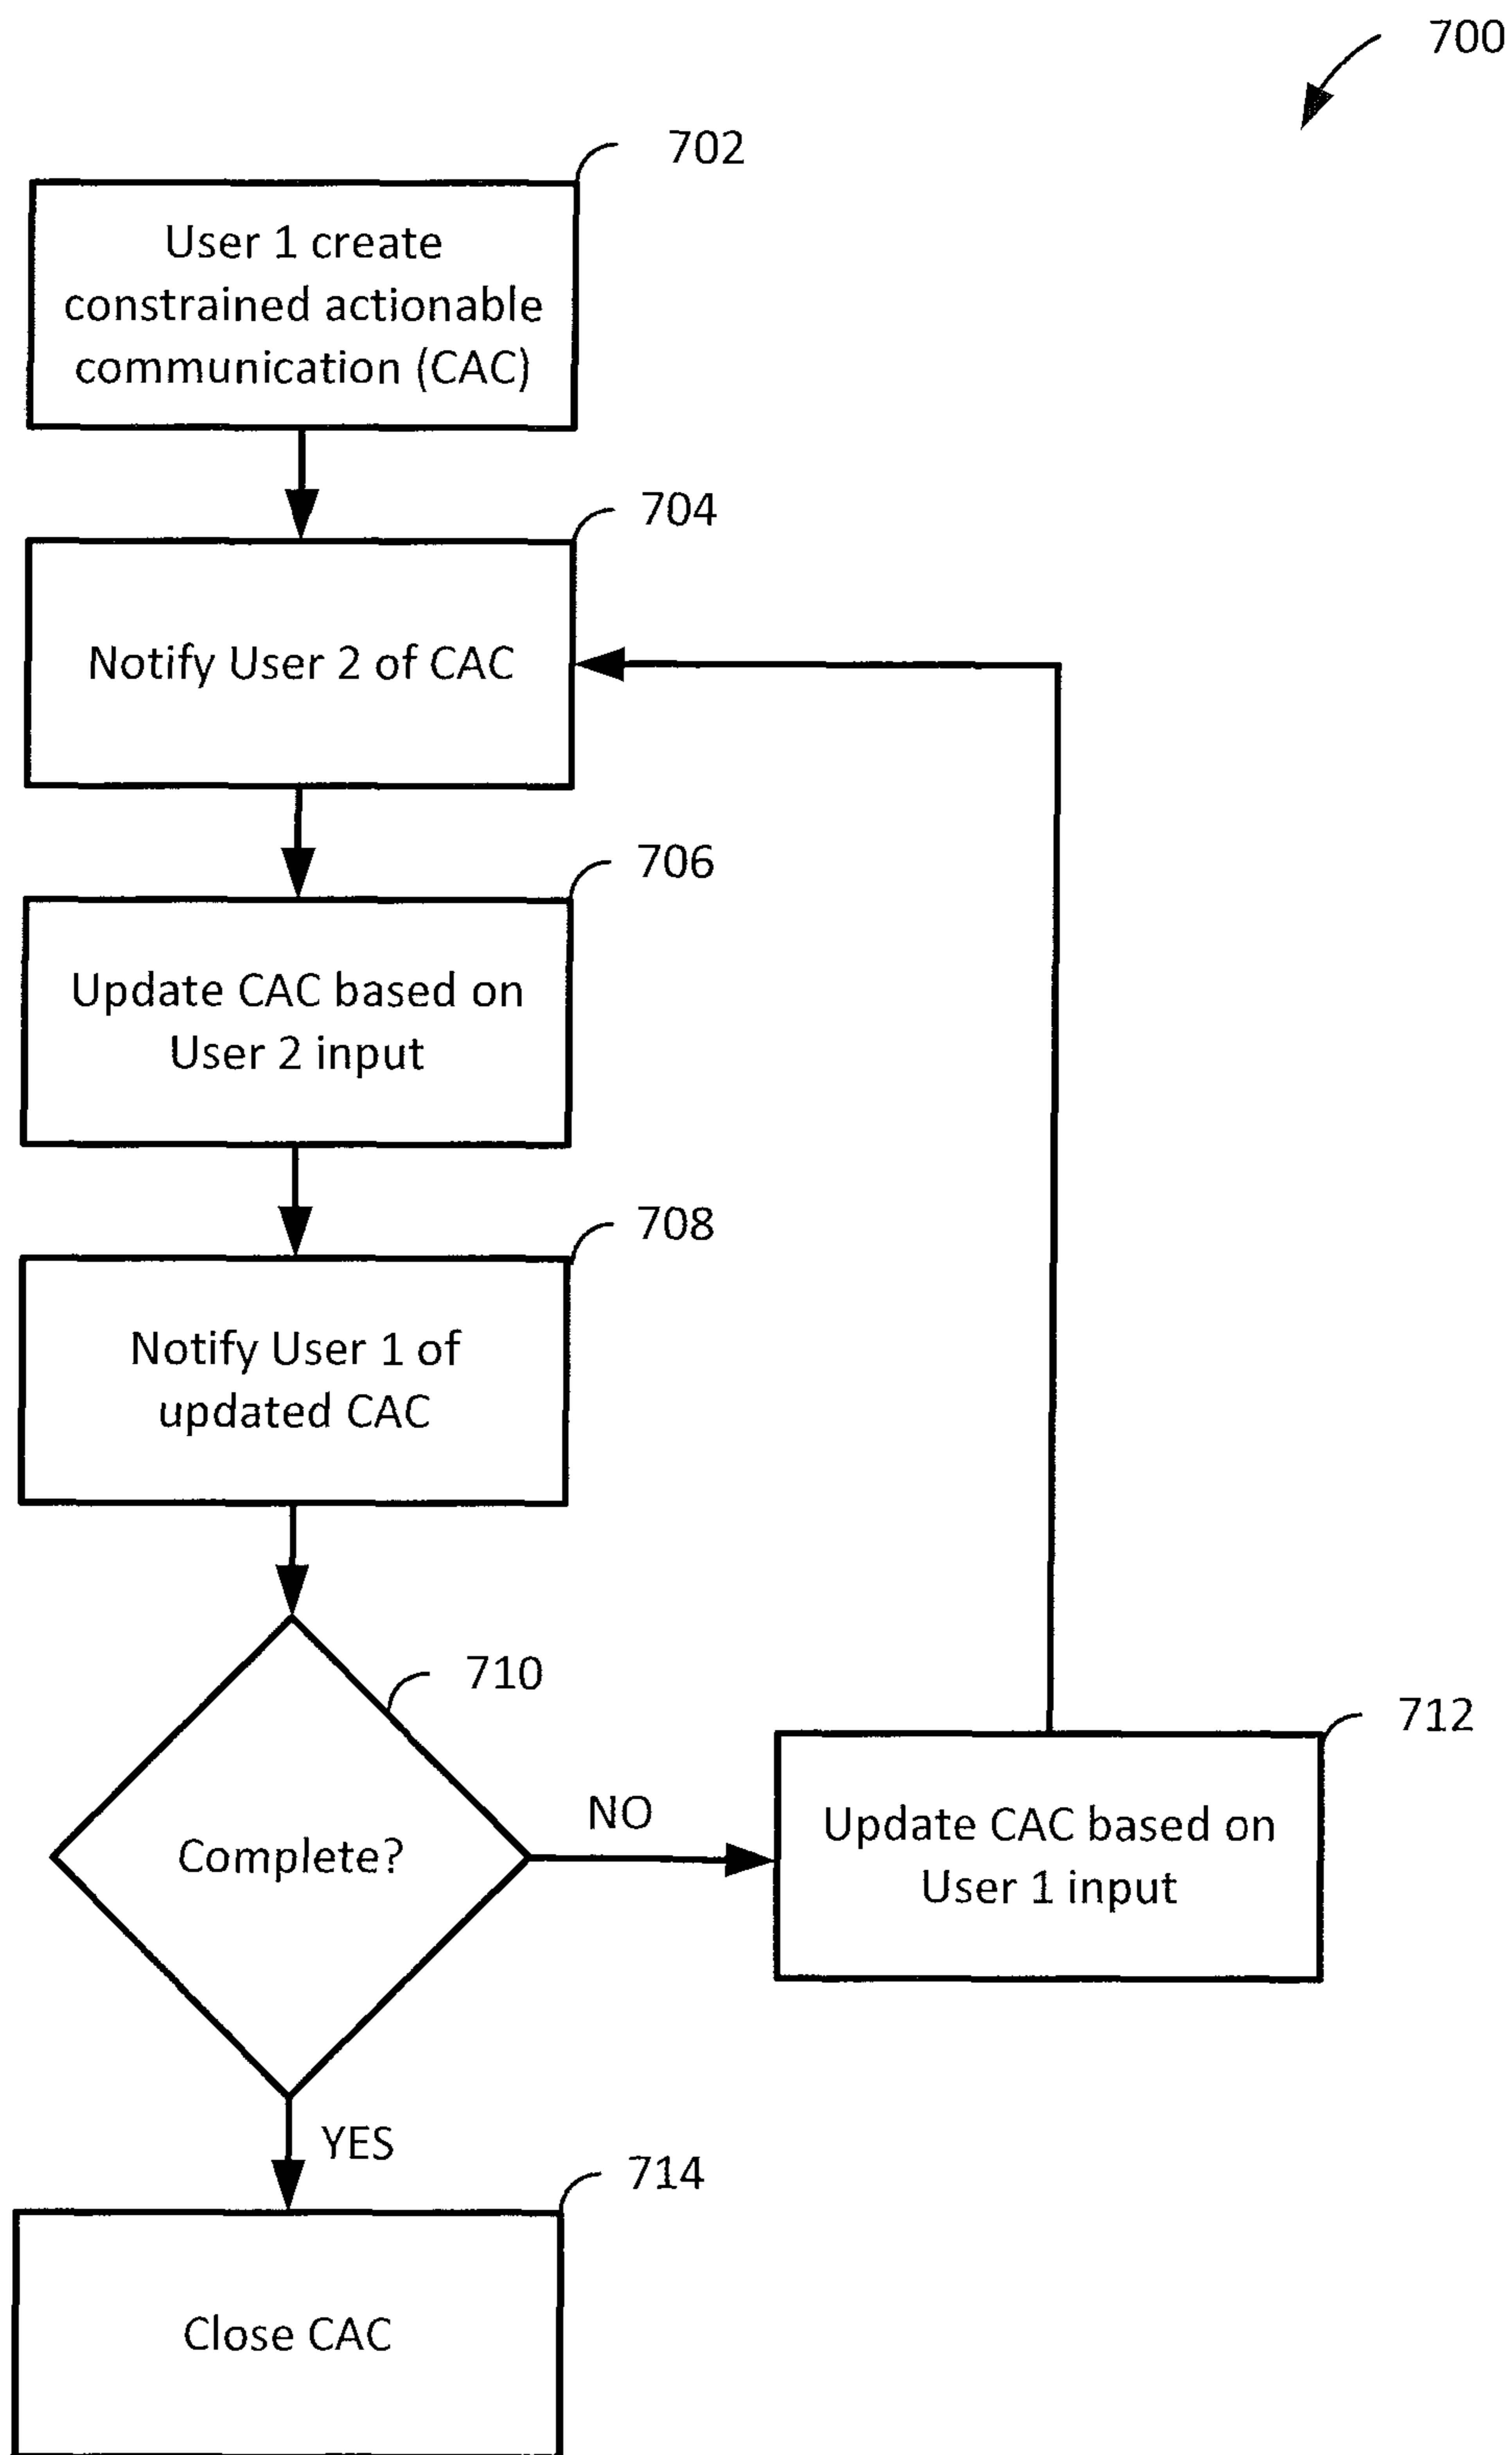 700
702
User 1 create
constrained actionable
communication (CAC)
704
Notify User 2 of CAC
706
Update CAC based on
User 2 input
708
Notify User 1 of
updated CAC
710
Complete?
NO
712
Update CAC based on
User 1 input
YES
714
Close CAC